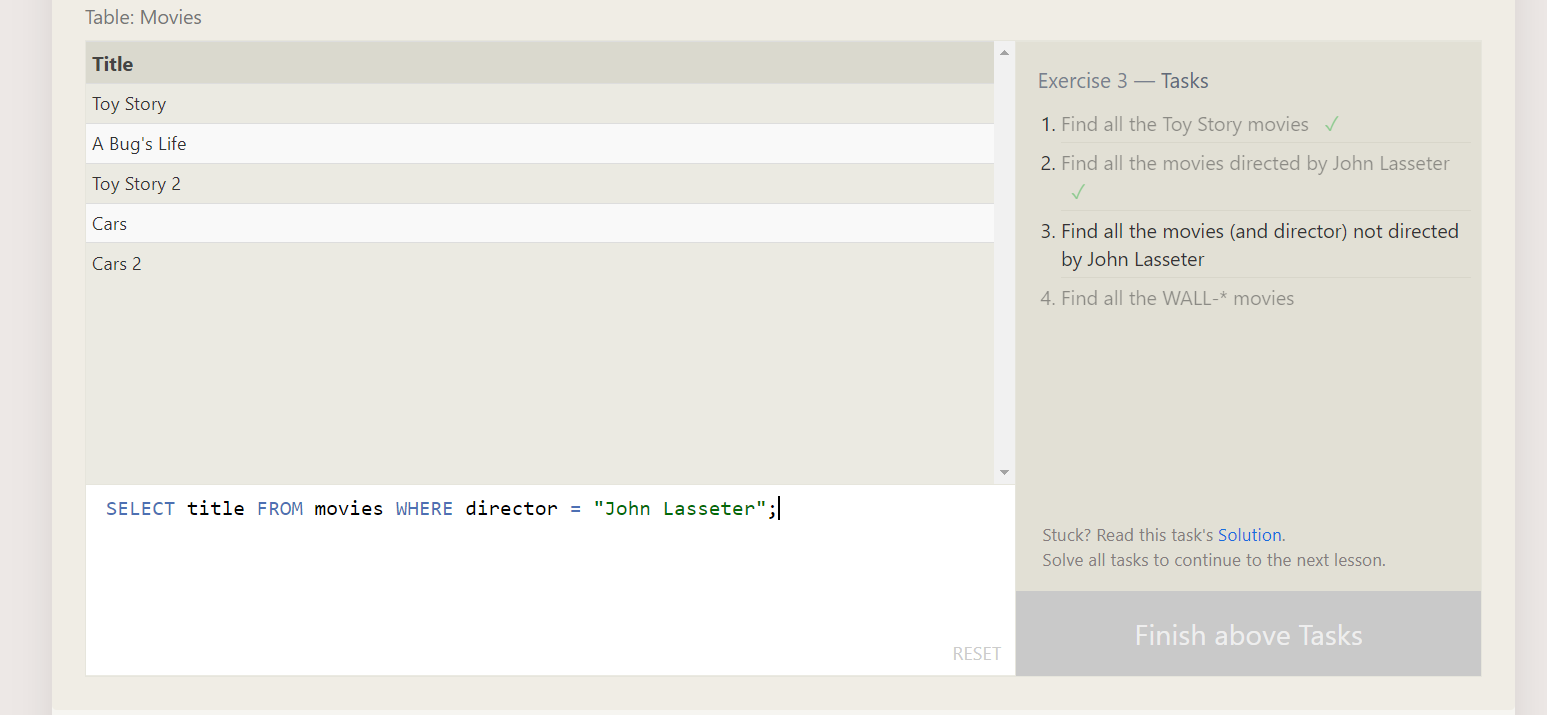 Table: Movies
Title
Toy Story
A Bug's Life
Toy Story 2
Cars
Cars 2
SELECT title FROM movies WHERE director = "John Lasseter";
RESET
Exercise 3 — Tasks
1. Find all the Toy Story movies ✓
2. Find all the movies directed by John Lasseter
✓
3. Find all the movies (and director) not directed
by John Lasseter
4. Find all the WALL-* movies
Stuck? Read this task's Solution.
Solve all tasks to continue to the next lesson.
Finish above Tasks